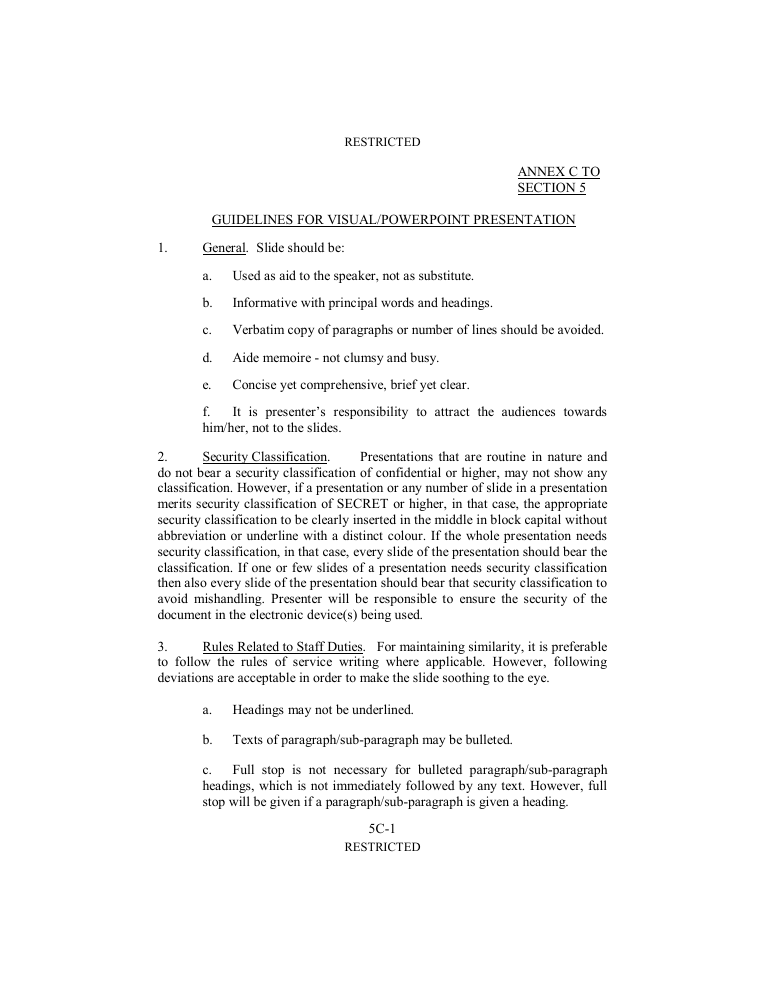 RESTRICTED
ANNEX C TO
SECTION 5
GUIDELINES FOR VISUAL/POWERPOINT PRESENTATION
1. General. Slide should be:
a. Used as aid to the speaker, not as substitute.
b. Informative with principal words and headings.
c. Verbatim copy of paragraphs or number of lines should be avoided.
d. Aide memoire - not clumsy and busy.
e. Concise yet comprehensive, brief yet clear.
f. It is presenter's responsibility to attract the audiences towards
him/her, not to the slides.
2. Security Classification. Presentations that are routine in nature and
do not bear a security classification of confidential or higher, may not show any
classification. However, if a presentation or any number of slide in a presentation
merits security classification of SECRET or higher, in that case, the appropriate
security classification to be clearly inserted in the middle in block capital without
abbreviation or underline with a distinct colour. If the whole presentation needs
security classification, in that case, every slide of the presentation should bear the
classification. If one or few slides of a presentation needs security classification
then also every slide of the presentation should bear that security classification to
avoid mishandling. Presenter will be responsible to ensure the security of the
document in the electronic device(s) being used.
3. Rules Related to Staff Duties. For maintaining similarity, it is preferable
to follow the rules of service writing where applicable. However, following
deviations are acceptable in order to make the slide soothing to the eye.
a. Headings may not be underlined.
b. Texts of paragraph/sub-paragraph may be bulleted.
c. Full stop is not necessary for bulleted paragraph/sub-paragraph
headings, which is not immediately followed by any text. However, full
stop will be given if a paragraph/sub-paragraph is given a heading.
5C-1
RESTRICTED